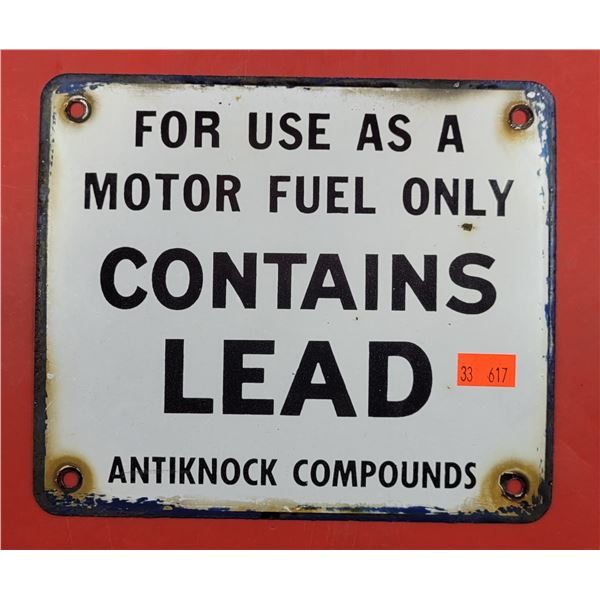 FOR USE AS A
MOTOR FUEL ONLY
CONTAINS
LEAD
33 617
ANTIKNOCK COMPOUNDS